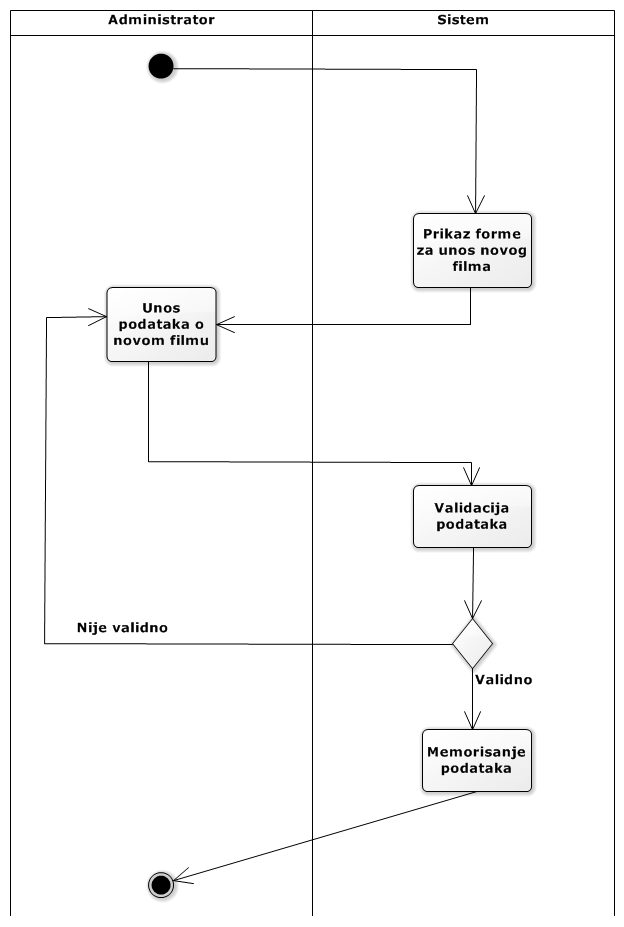 Administrator
Sistem
Prikaz forme
za unos novog
filma
Unos
podataka o
novom filmu
Validacija
podataka
Nije validno
Validno
Memorisanje
podataka